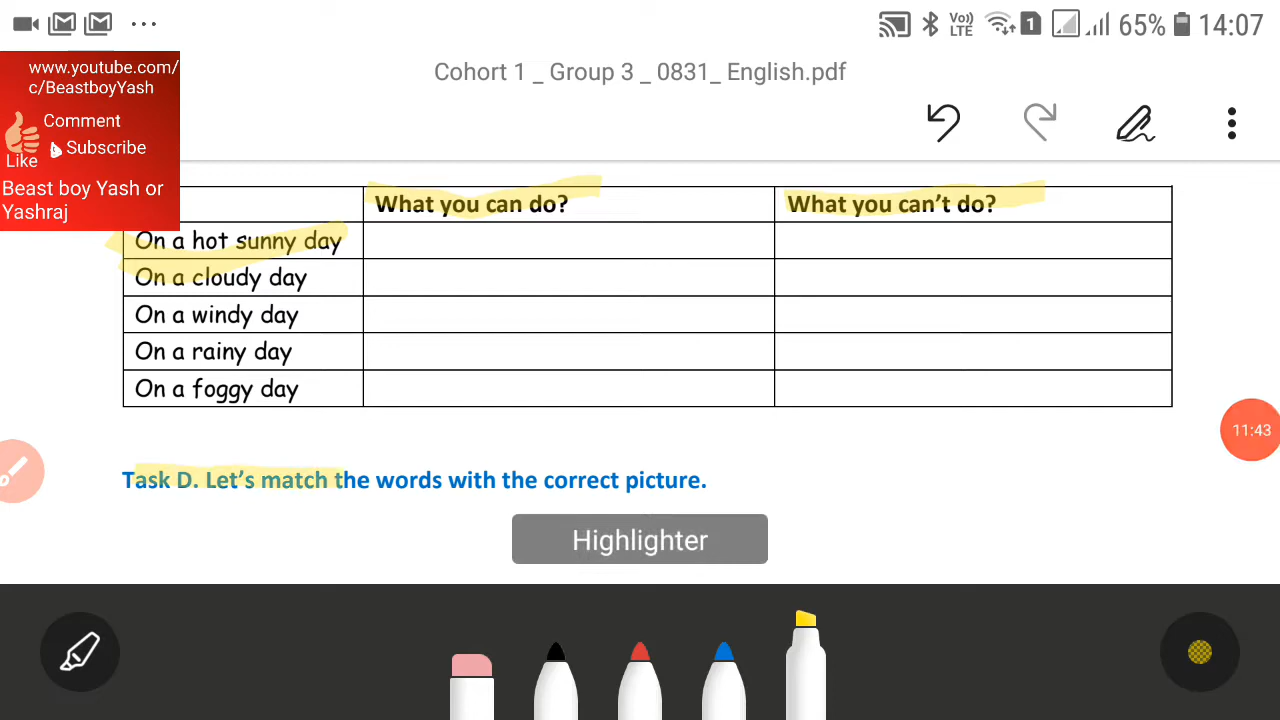 65% 14:07
VoD LTE 1
www.youtube.com/
c/BeastboyYash
Comment
Subscribe
Like
Beast boy Yash or
Yashraj
Cohort 1 _ Group 3 _ 0831_ English.pdf
What you can do? What you can’t do?
On a hot sunny day
On a cloudy day
On a windy day
On a rainy day
On a foggy day
11:43
Task D. Let’s match the words with the correct picture.
Highlighter